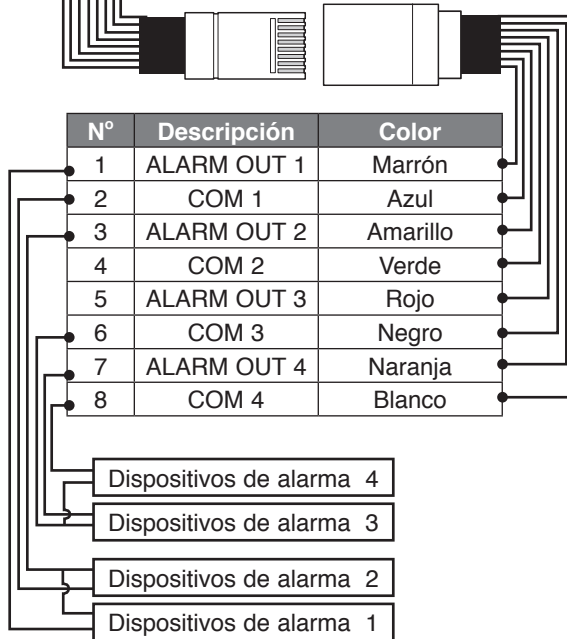 Nº Descripción Color
1 ALARM OUT 1 Marrón
2 COM 1 Azul
3 ALARM OUT 2 Amarillo
4 COM 2 Verde
5 ALARM OUT 3 Rojo
6 COM 3 Negro
7 ALARM OUT 4 Naranja
8 COM 4 Blanco
Dispositivos de alarma 4
Dispositivos de alarma 3
Dispositivos de alarma 2
Dispositivos de alarma 1